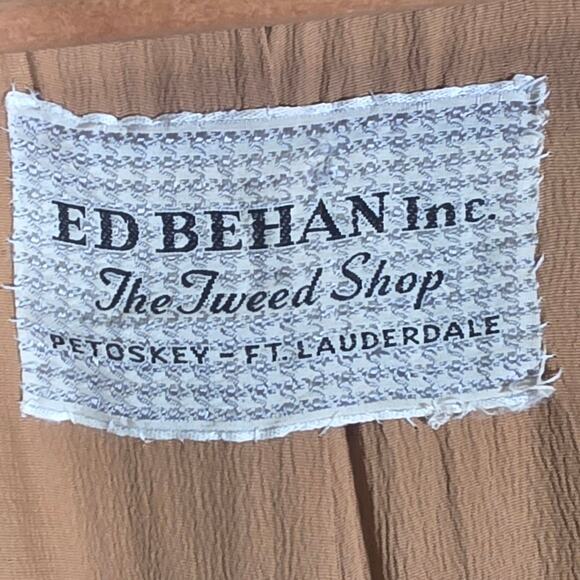 ED BEHAN Inc.
The Tweed Shop
PETOSKEY - FT. LAUDERDALE